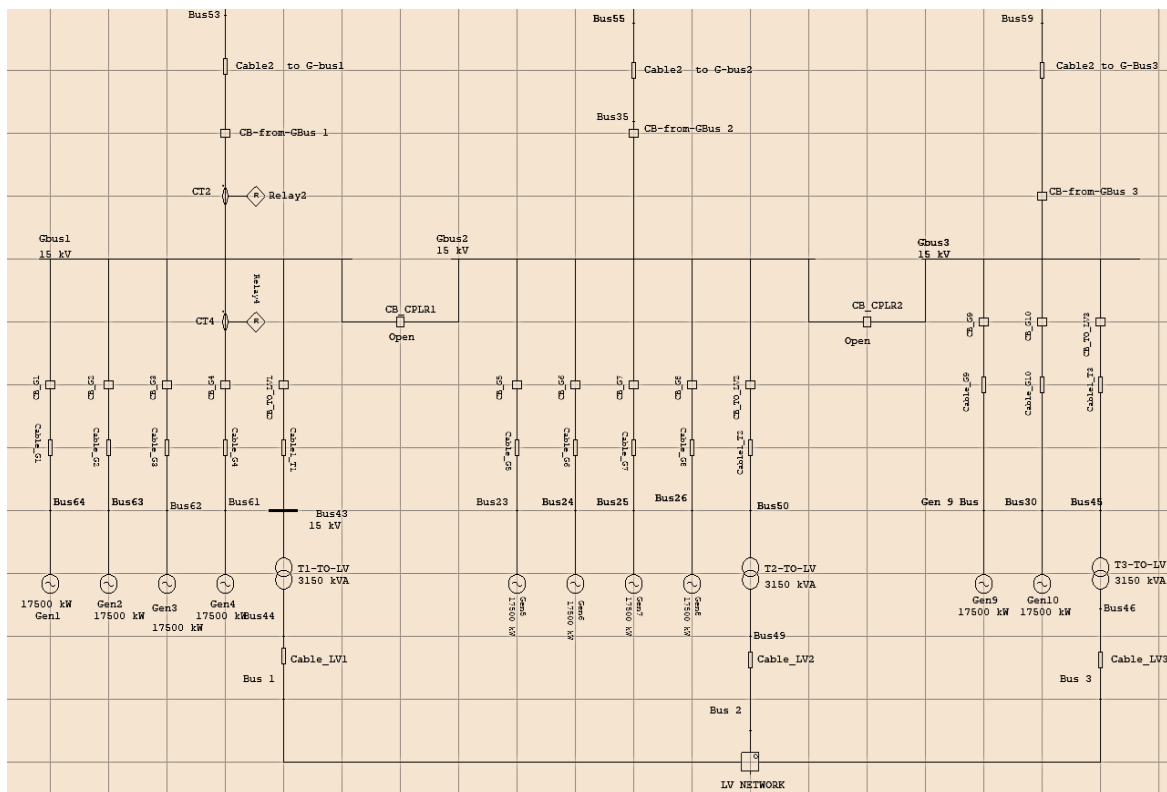 Bus53
Bus55
Bus59
Cable2 to G-bus1
Cable2 to G-bus2
Cable2 to G-Bus3
Bus35
CB-from-GBus 1
CB-from-GBus 2
CT2
R
Relay2
CB-from-GBus 3
Gbus1
15 kV
Gbus2
15 kV
Gbus3
15 kV
Relay4
CT4
R
CB_CPLR1
Open
CB_CPLR2
Open
CB_G9
CB_G10
CB_TO_LV3
CB_G1
CB_G2
CB_G3
CB_G4
CB_TO_LV1
CB_G5
CB_G6
CB_G7
CB_G8
CB_TO_LV2
Cable_G9
Cable_G10
Cable1_T3
Cable_G1
Cable_G2
Cable_G3
Cable_G4
Cable1_T1
Cable_G5
Cable_G6
Cable_G7
Cable_G8
Cable1_T2
Bus64
Bus63
Bus62
Bus61
Bus43
15 kV
Bus23
Bus24
Bus25
Bus26
Bus50
Gen 9 Bus
Bus30
Bus45
T1-TO-LV
3150 kVA
T2-TO-LV
3150 kVA
T3-TO-LV
3150 kVA
17500 kW
Gen1
Gen2
17500 kW
Gen3
17500 kW
Gen4
17500 kW
Bus44
Gen5
17500 kW
Gen6
17500 kW
Gen7
17500 kW
Gen8
17500 kW
Gen9
17500 kW
Gen10
17500 kW
Bus46
Bus49
Cable_LV1
Cable_LV2
Cable_LV3
Bus 1
Bus 2
Bus 3
LV NETWORK